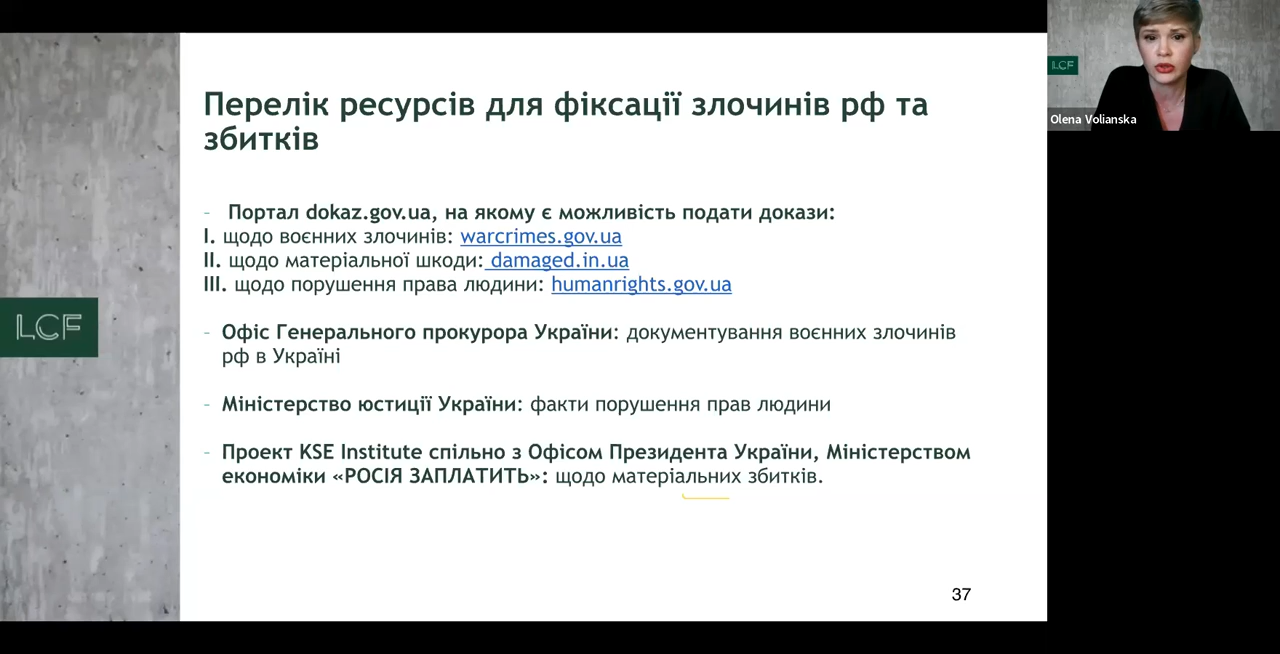 Перелік ресурсів для фіксації злочинів рф та
збитків
- Портал dokaz.gov.ua, на якому є можливість подати докази:
I. щодо воєнних злочинів: warcrimes.gov.ua
II. щодо матеріальної шкоди: damaged.in.ua
III. щодо порушення права людини: humanrights.gov.ua
- Офіс Генерального прокурора України: документування воєнних злочинів
рф в Україні
- Міністерство юстиції України: факти порушення прав людини
- Проект KSE Institute спільно з Офісом Президента України, Міністерством
економіки «РОСІЯ ЗАПЛАТИТЬ»: щодо матеріальних збитків.
37
LCF
LCF
Olena Volianska